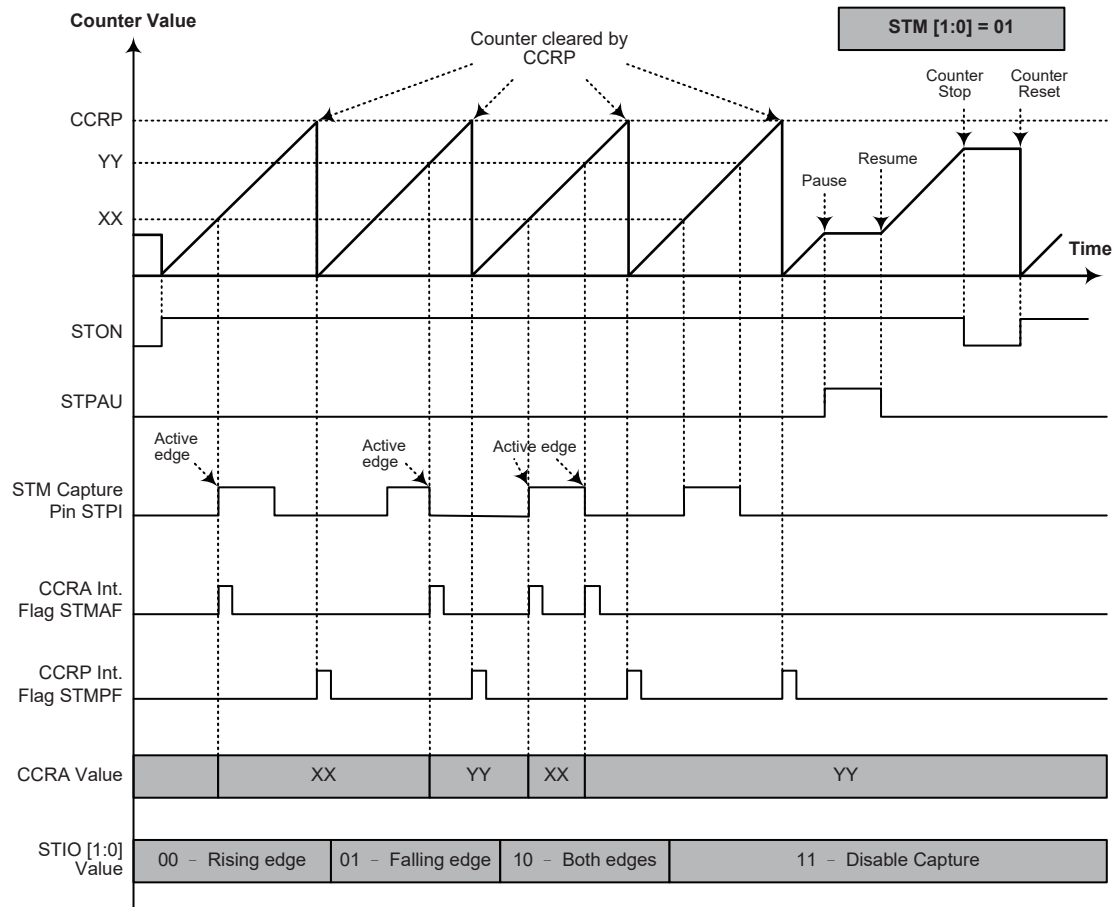 Counter Value
STM [1:0] = 01
Counter cleared by
CCRP
Counter
Stop
Counter
Reset
CCRP
YY
XX
Pause
Resume
Time
STON
STPAU
Active
edge
Active
edge
Active edge
STM Capture
Pin STPI
CCRA Int.
Flag STMAF
CCRP Int.
Flag STMPF
CCRA Value
XX
YY
XX
YY
STIO [1:0]
Value
00 – Rising edge
01 – Falling edge
10 – Both edges
11 – Disable Capture